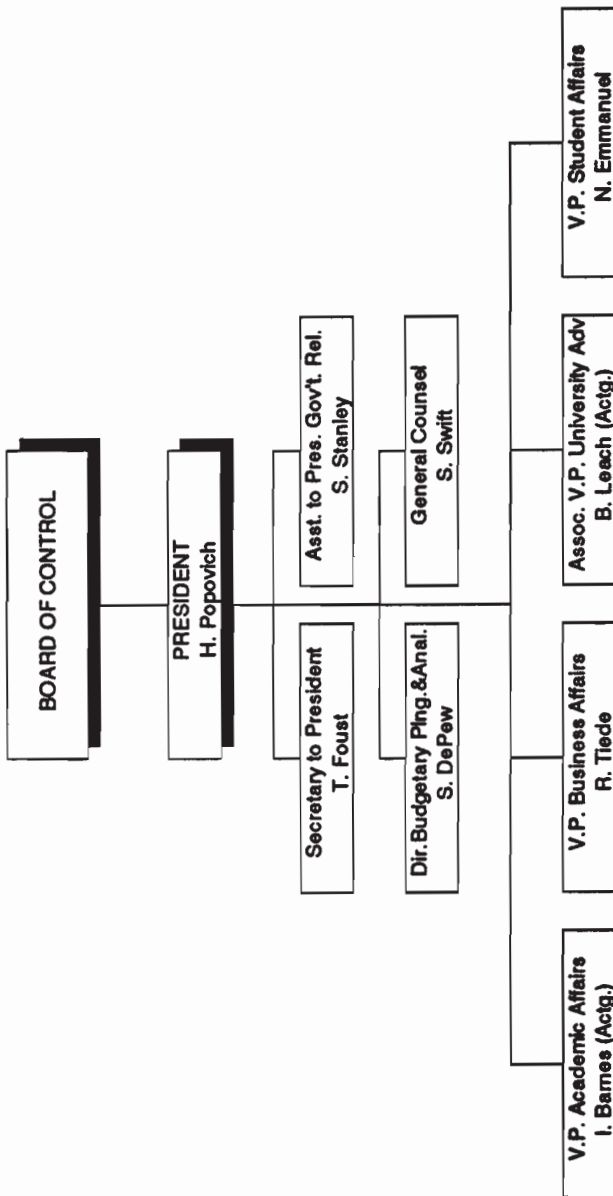 BOARD OF CONTROL
PRESIDENT
H. Popovich
Secretary to President
T. Foust
Asst. to Pres. Gov't. Rel.
S. Stanley
Dir.Budgetary Plng.&Anal.
S. DePew
General Counsel
S. Swift
V.P. Academic Affairs
I. Barnes (Actg.)
V.P. Business Affairs
R. Tiede
Assoc. V.P. University Adv
B. Leach (Actg.)
V.P. Student Affairs
N. Emmanuel